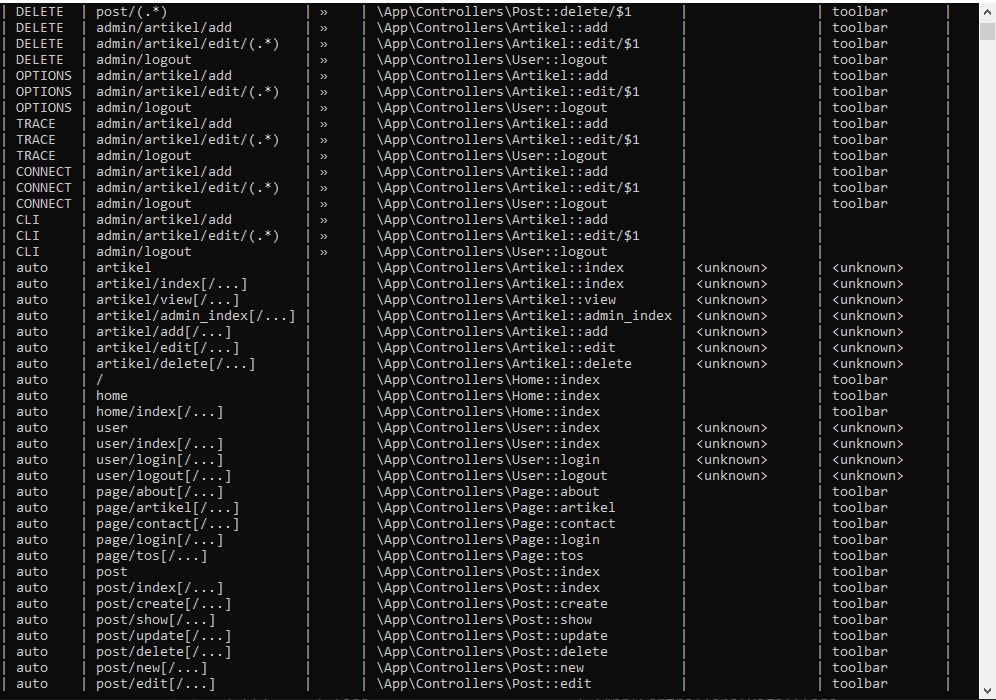 | DELETE | post/(.*) | » | \App\Controllers\Post::delete/$1 | | toolbar |
| DELETE | admin/artikel/add | » | \App\Controllers\Artikel::add | | toolbar |
| DELETE | admin/artikel/edit/(.*) | » | \App\Controllers\Artikel::edit/$1 | | toolbar |
| DELETE | admin/logout | » | \App\Controllers\User::logout | | toolbar |
| OPTIONS | admin/artikel/add | » | \App\Controllers\Artikel::add | | toolbar |
| OPTIONS | admin/artikel/edit/(.*) | » | \App\Controllers\Artikel::edit/$1 | | toolbar |
| OPTIONS | admin/logout | » | \App\Controllers\User::logout | | toolbar |
| TRACE | admin/artikel/add | » | \App\Controllers\Artikel::add | | toolbar |
| TRACE | admin/artikel/edit/(.*) | » | \App\Controllers\Artikel::edit/$1 | | toolbar |
| TRACE | admin/logout | » | \App\Controllers\User::logout | | toolbar |
| CONNECT | admin/artikel/add | » | \App\Controllers\Artikel::add | | toolbar |
| CONNECT | admin/artikel/edit/(.*) | » | \App\Controllers\Artikel::edit/$1 | | toolbar |
| CONNECT | admin/logout | » | \App\Controllers\User::logout | | toolbar |
| CLI | admin/artikel/add | » | \App\Controllers\Artikel::add | | |
| CLI | admin/artikel/edit/(.*) | » | \App\Controllers\Artikel::edit/$1 | | |
| CLI | admin/logout | » | \App\Controllers\User::logout | | |
| auto | artikel | | \App\Controllers\Artikel::index | <unknown> | <unknown> |
| auto | artikel/index[/...] | | \App\Controllers\Artikel::index | <unknown> | <unknown> |
| auto | artikel/view[/...] | | \App\Controllers\Artikel::view | <unknown> | <unknown> |
| auto | artikel/admin_index[/...] | | \App\Controllers\Artikel::admin_index | <unknown> | <unknown> |
| auto | artikel/add[/...] | | \App\Controllers\Artikel::add | <unknown> | <unknown> |
| auto | artikel/edit[/...] | | \App\Controllers\Artikel::edit | <unknown> | <unknown> |
| auto | artikel/delete[/...] | | \App\Controllers\Artikel::delete | <unknown> | <unknown> |
| auto | / | | \App\Controllers\Home::index | | toolbar |
| auto | home | | \App\Controllers\Home::index | | toolbar |
| auto | home/index[/...] | | \App\Controllers\Home::index | | toolbar |
| auto | user | | \App\Controllers\User::index | <unknown> | <unknown> |
| auto | user/index[/...] | | \App\Controllers\User::index | <unknown> | <unknown> |
| auto | user/login[/...] | | \App\Controllers\User::login | <unknown> | <unknown> |
| auto | user/logout[/...] | | \App\Controllers\User::logout | <unknown> | <unknown> |
| auto | page/about[/...] | | \App\Controllers\Page::about | | toolbar |
| auto | page/artikel[/...] | | \App\Controllers\Page::artikel | | toolbar |
| auto | page/contact[/...] | | \App\Controllers\Page::contact | | toolbar |
| auto | page/login[/...] | | \App\Controllers\Page::login | | toolbar |
| auto | page/tos[/...] | | \App\Controllers\Page::tos | | toolbar |
| auto | post | | \App\Controllers\Post::index | | toolbar |
| auto | post/index[/...] | | \App\Controllers\Post::index | | toolbar |
| auto | post/create[/...] | | \App\Controllers\Post::create | | toolbar |
| auto | post/show[/...] | | \App\Controllers\Post::show | | toolbar |
| auto | post/update[/...] | | \App\Controllers\Post::update | | toolbar |
| auto | post/delete[/...] | | \App\Controllers\Post::delete | | toolbar |
| auto | post/new[/...] | | \App\Controllers\Post::new | | toolbar |
| auto | post/edit[/...] | | \App\Controllers\Post::edit | | toolbar |